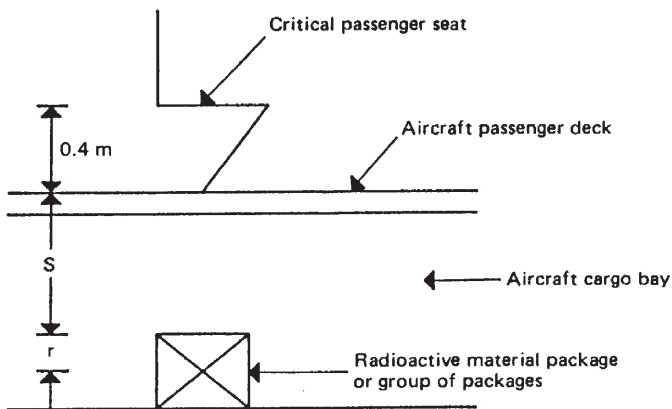 Critical passenger seat
0.4 m
Aircraft passenger deck
S
Aircraft cargo bay
r
Radioactive material package
or group of packages